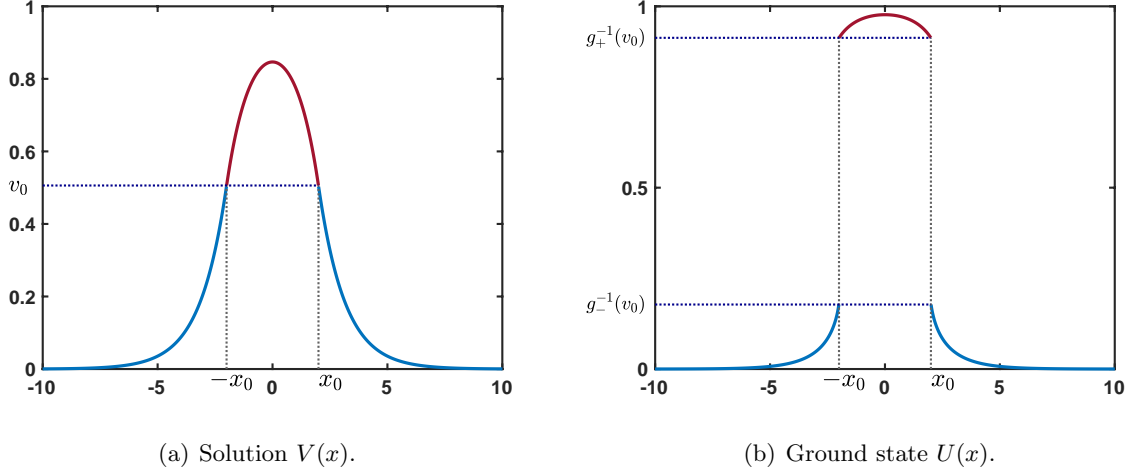 1
0.8
0.6
v₀
0.4
0.2
0
-10
-5
−x₀
0
x₀
5
10
(a) Solution V(x).
1
g₊⁻¹(v₀)
0.5
g₋⁻¹(v₀)
0
-10
-5
−x₀
0
x₀
5
10
(b) Ground state U(x).